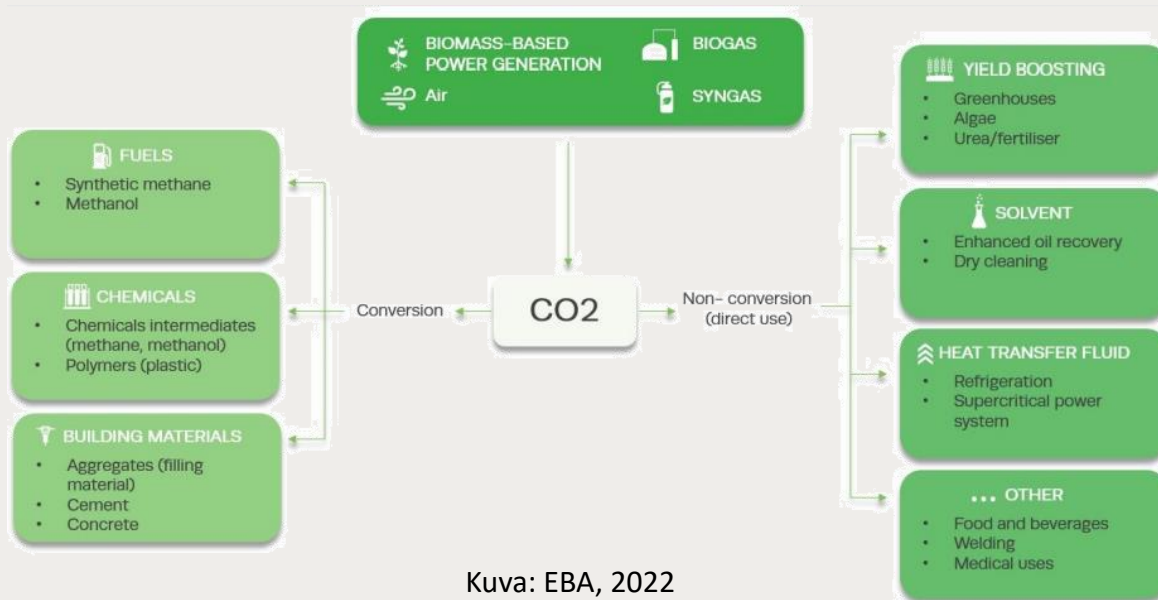 BIOMASS-BASED
POWER GENERATION
Air
BIOGAS
SYNGAS
FUELS
• Synthetic methane
• Methanol
CHEMICALS
• Chemicals intermediates
(methane, methanol)
• Polymers (plastic)
BUILDING MATERIALS
• Aggregates (filling
material)
• Cement
• Concrete
Conversion
CO2
Non- conversion
(direct use)
YIELD BOOSTING
• Greenhouses
• Algae
• Urea/fertiliser
SOLVENT
• Enhanced oil recovery
• Dry cleaning
HEAT TRANSFER FLUID
• Refrigeration
• Supercritical power
system
... OTHER
• Food and beverages
• Welding
• Medical uses
Kuva: EBA, 2022